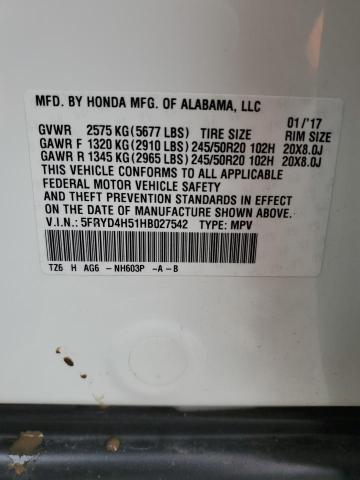 MFD. BY HONDA MFG. OF ALABAMA, LLC
01/'17
GVWR 2575 KG(5677 LBS) TIRE SIZE RIM SIZE
GAWR F 1320 KG(2910 LBS) 245/50R20 102H 20X8.0J
GAWR R 1345 KG(2965 LBS) 245/50R20 102H 20X8.0J
THIS VEHICLE CONFORMS TO ALL APPLICABLE
FEDERAL MOTOR VEHICLE SAFETY
AND THEFT PREVENTION STANDARDS IN EFFECT
ON THE DATE OF MANUFACTURE SHOWN ABOVE.
V.I.N.: 5FRYD4H51HB027542 TYPE: MPV
TZ6 H AG6 -NH603P -A-B